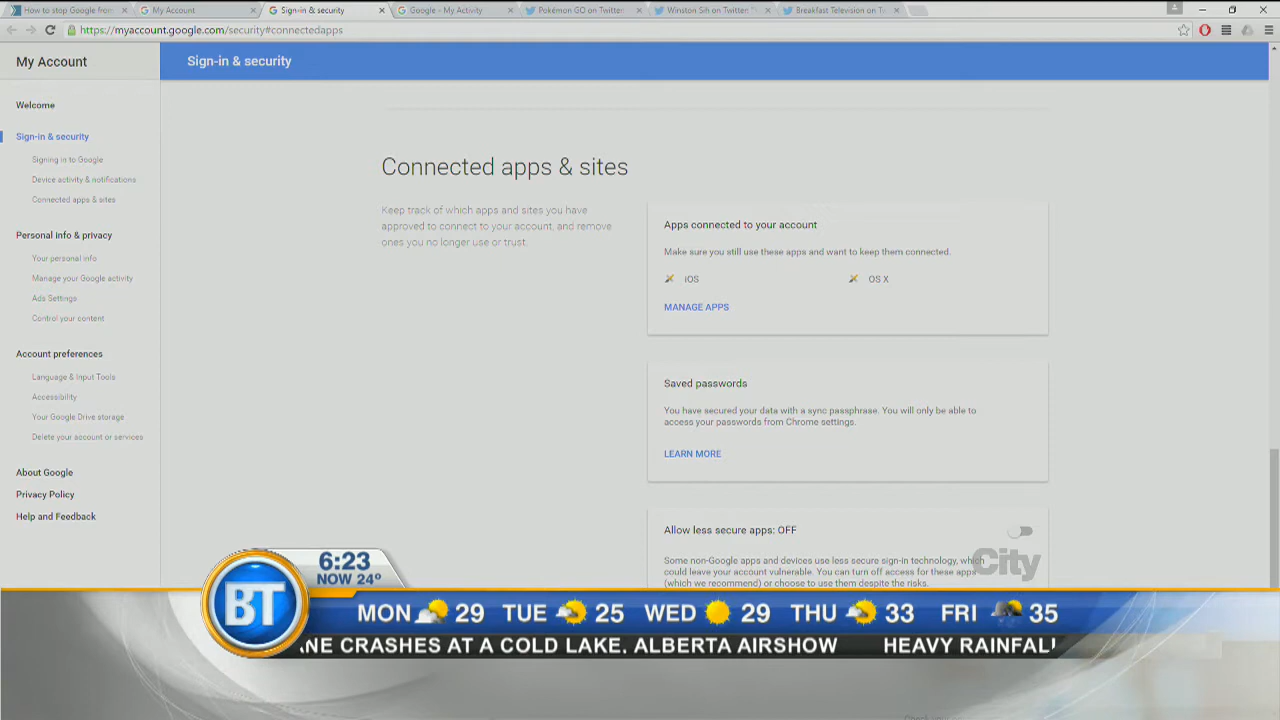 How to stop Google from
My Account
Sign-in & security
Google - My Activity
Pokémon GO on Twitter:
Winston Sih on Twitter:
Breakfast Television on Tw
https://myaccount.google.com/security#connectedapps
My Account
Sign-in & security
Welcome
Sign-in & security
Signing in to Google
Device activity & notifications
Connected apps & sites
Personal info & privacy
Your personal info
Manage your Google activity
Ads Settings
Control your content
Account preferences
Language & Input Tools
Accessibility
Your Google Drive storage
Delete your account or services
About Google
Privacy Policy
Help and Feedback
Connected apps & sites
Keep track of which apps and sites you have
approved to connect to your account, and remove
ones you no longer use or trust.
Apps connected to your account
Make sure you still use these apps and want to keep them connected.
iOS
OS X
MANAGE APPS
Saved passwords
You have secured your data with a sync passphrase. You will only be able to
access your passwords from Chrome settings.
LEARN MORE
Allow less secure apps: OFF
Some non-Google apps and devices use less secure sign-in technology, which
could leave your account vulnerable. You can turn off access for these apps
(which we recommend) or choose to use them despite the risks.
City
6:23
NOW 24°
BT
MON 29 TUE 25 WED 29 THU 33 FRI 35
ANE CRASHES AT A COLD LAKE, ALBERTA AIRSHOW HEAVY RAINFALL